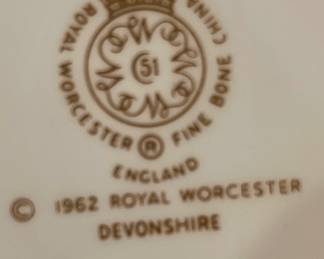 ROYAL WORCESTER ® FINE BONE CHINA
51
ENGLAND
© 1962 ROYAL WORCESTER
DEVONSHIRE